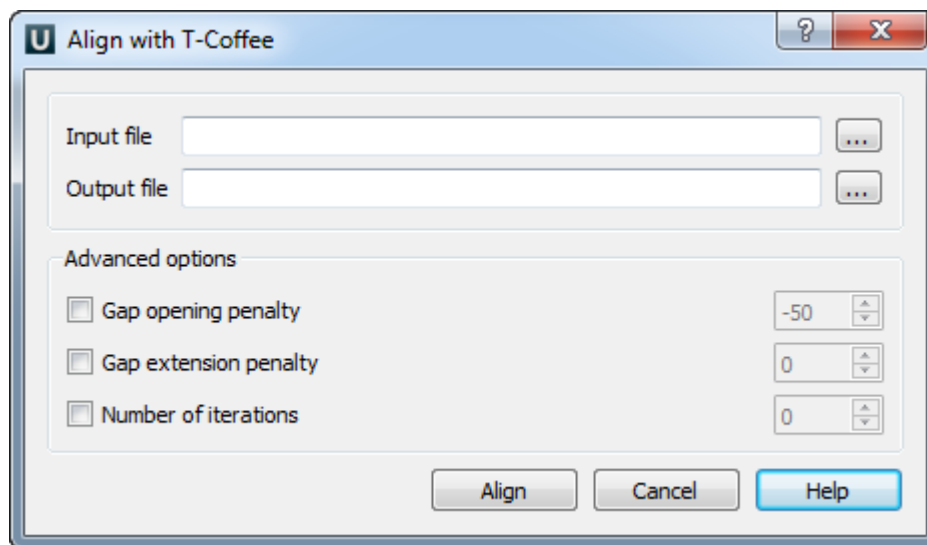 U Align with T-Coffee ? X
Input file ...
Output file ...
Advanced options
Gap opening penalty -50
Gap extension penalty 0
Number of iterations 0
Align Cancel Help